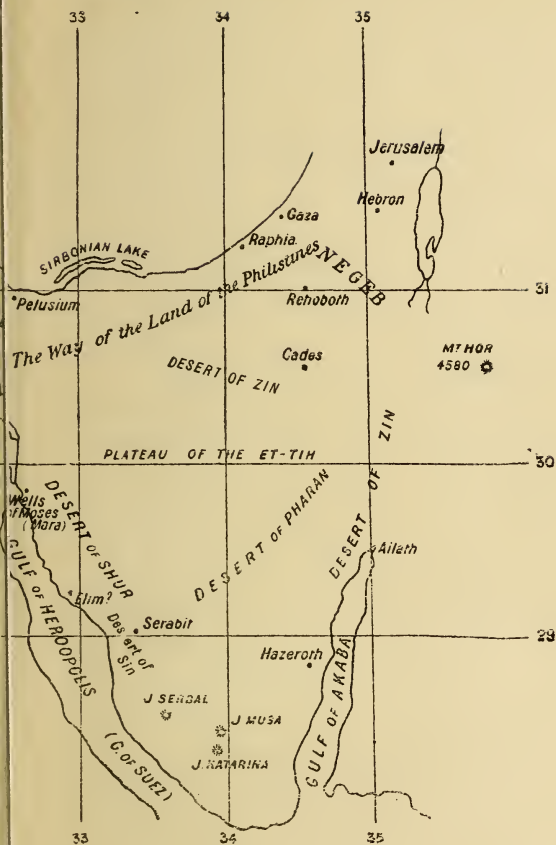 33 34 35
Jerusalem
Hebron
Gaza
Raphia
SIRBONIAN LAKE
NEGEB
31
Pelusium
Rehoboth
The Way of the Land of the Philistines
Cades
MT HOR
4580
DESERT OF ZIN
DESERT OF ZIN
PLATEAU OF THE ET-TIH
30
Wells
of Moses
(Mara)
DESERT OF SHUR
DESERT OF PHARAN
Ailath
Elim?
GULF OF HEROOPOLIS
(G. OF SUEZ)
Desert of
Sin
Serabit
29
Hazeroth
GULF OF AKABA
J SERBAL
J MUSA
J. KATARINA
33 34 35